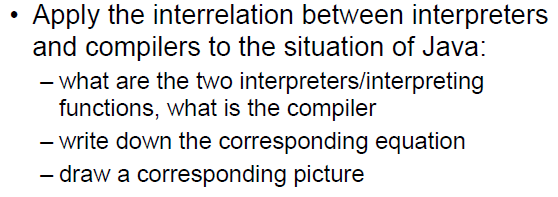 • Apply the interrelation between interpreters
and compilers to the situation of Java:
– what are the two interpreters/interpreting
functions, what is the compiler
– write down the corresponding equation
– draw a corresponding picture